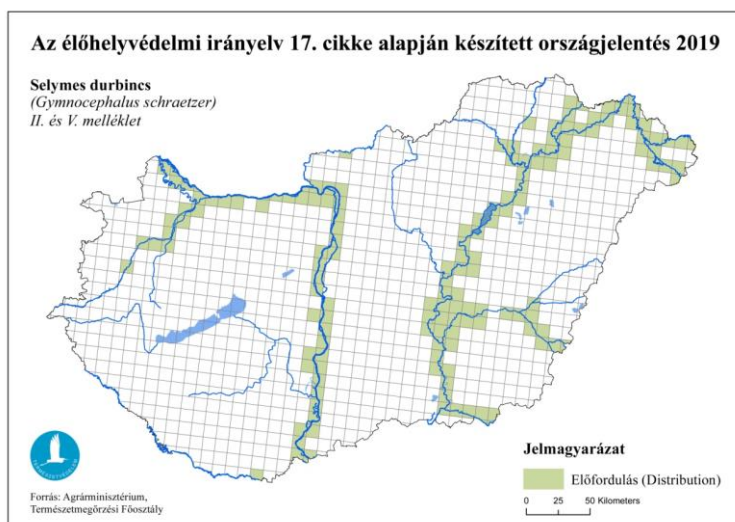 Az élőhelyvédelmi irányelv 17. cikke alapján készített országjelentés 2019
Selymes durbincs
(Gymnocephalus schraetzer)
II. és V. melléklet
Jelmagyarázat
Előfordulás (Distribution)
0 25 50 Kilometers
Forrás: Agrárminisztérium,
Természetmegőrzési Főosztály